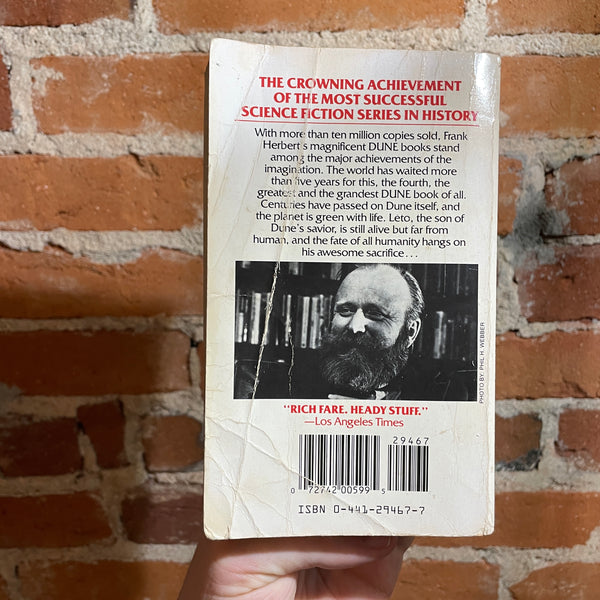 THE CROWNING ACHIEVEMENT
OF THE MOST SUCCESSFUL
SCIENCE FICTION SERIES IN HISTORY
With more than ten million copies sold, Frank
Herbert's magnificent DUNE books stand
among the major achievements of the
imagination. The world has waited more
than five years for this, the fourth, the
greatest and the grandest DUNE book of all.
Centuries have passed on Dune itself, and
the planet is green with life. Leto, the son of
Dune's savior, is still alive but far from
human, and the fate of all humanity hangs on
his awesome sacrifice...
PHOTO BY: PHIL H. WEBBER
"RICH FARE. HEADY STUFF."
—Los Angeles Times
29467
0 72742 00599 5
ISBN 0-441-29467-7